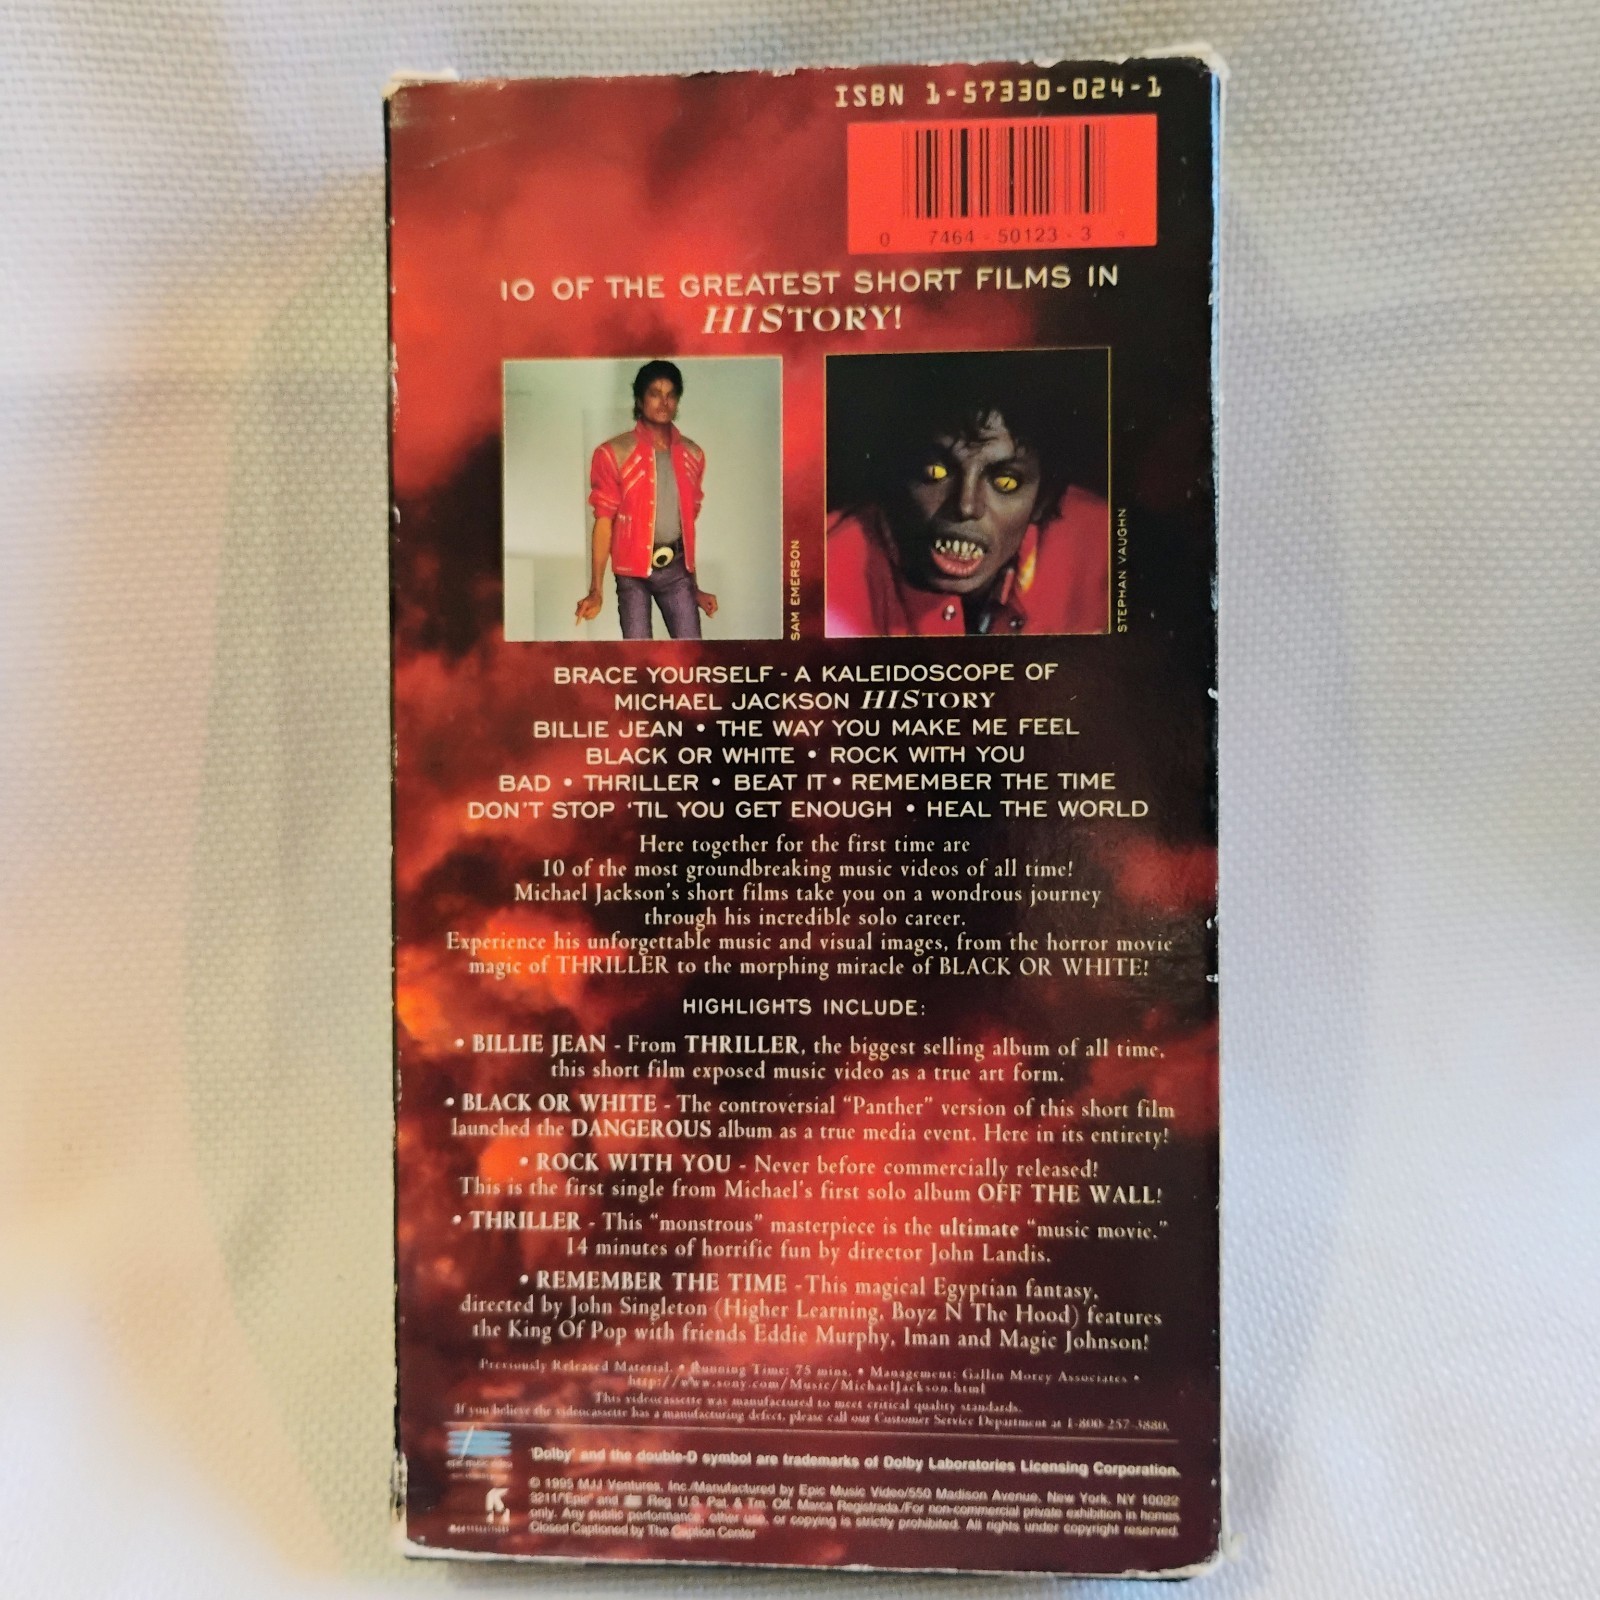 ISBN 1-57330-024-1
0 7464-50123-3
10 OF THE GREATEST SHORT FILMS IN
HISTORY!
SAM EMERSON
STEPHAN VAUGHN
BRACE YOURSELF - A KALEIDOSCOPE OF
MICHAEL JACKSON HISTORY
BILLIE JEAN • THE WAY YOU MAKE ME FEEL
BLACK OR WHITE • ROCK WITH YOU
BAD • THRILLER • BEAT IT • REMEMBER THE TIME
DON'T STOP 'TIL YOU GET ENOUGH • HEAL THE WORLD
Here together for the first time are
10 of the most groundbreaking music videos of all time!
Michael Jackson's short films take you on a wondrous journey
through his incredible solo career.
Experience his unforgettable music and visual images, from the horror movie
magic of THRILLER to the morphing miracle of BLACK OR WHITE!
HIGHLIGHTS INCLUDE:
• BILLIE JEAN - From THRILLER, the biggest selling album of all time,
this short film exposed music video as a true art form.
• BLACK OR WHITE - The controversial "Panther" version of this short film
launched the DANGEROUS album as a true media event. Here in its entirety!
• ROCK WITH YOU - Never before commercially released!
This is the first single from Michael's first solo album OFF THE WALL!
• THRILLER - This "monstrous" masterpiece is the ultimate "music movie."
14 minutes of horrific fun by director John Landis.
• REMEMBER THE TIME - This magical Egyptian fantasy,
directed by John Singleton (Higher Learning, Boyz N The Hood) features
the King Of Pop with friends Eddie Murphy, Iman and Magic Johnson!
Previously Released Material. • Running Time: 75 mins. • Management: Gallin Morey Associates •
http://www.sony.com/Music/MichaelJackson.html
This videocassette was manufactured to meet critical quality standards.
If you believe the videocassette has a manufacturing defect, please call our Customer Service Department at 1-800-257-3880.
'Dolby' and the double-D symbol are trademarks of Dolby Laboratories Licensing Corporation.
© 1995 MJJ Ventures, Inc./Manufactured by Epic Music Video/550 Madison Avenue, New York, NY 10022
3211/"Epic" and Reg. U.S. Pat. & Tm. Off. Marca Registrada./For non-commercial private exhibition in homes
only. Any public performance, other use, or copying is strictly prohibited. All rights under copyright reserved.
Closed Captioned by The Caption Center